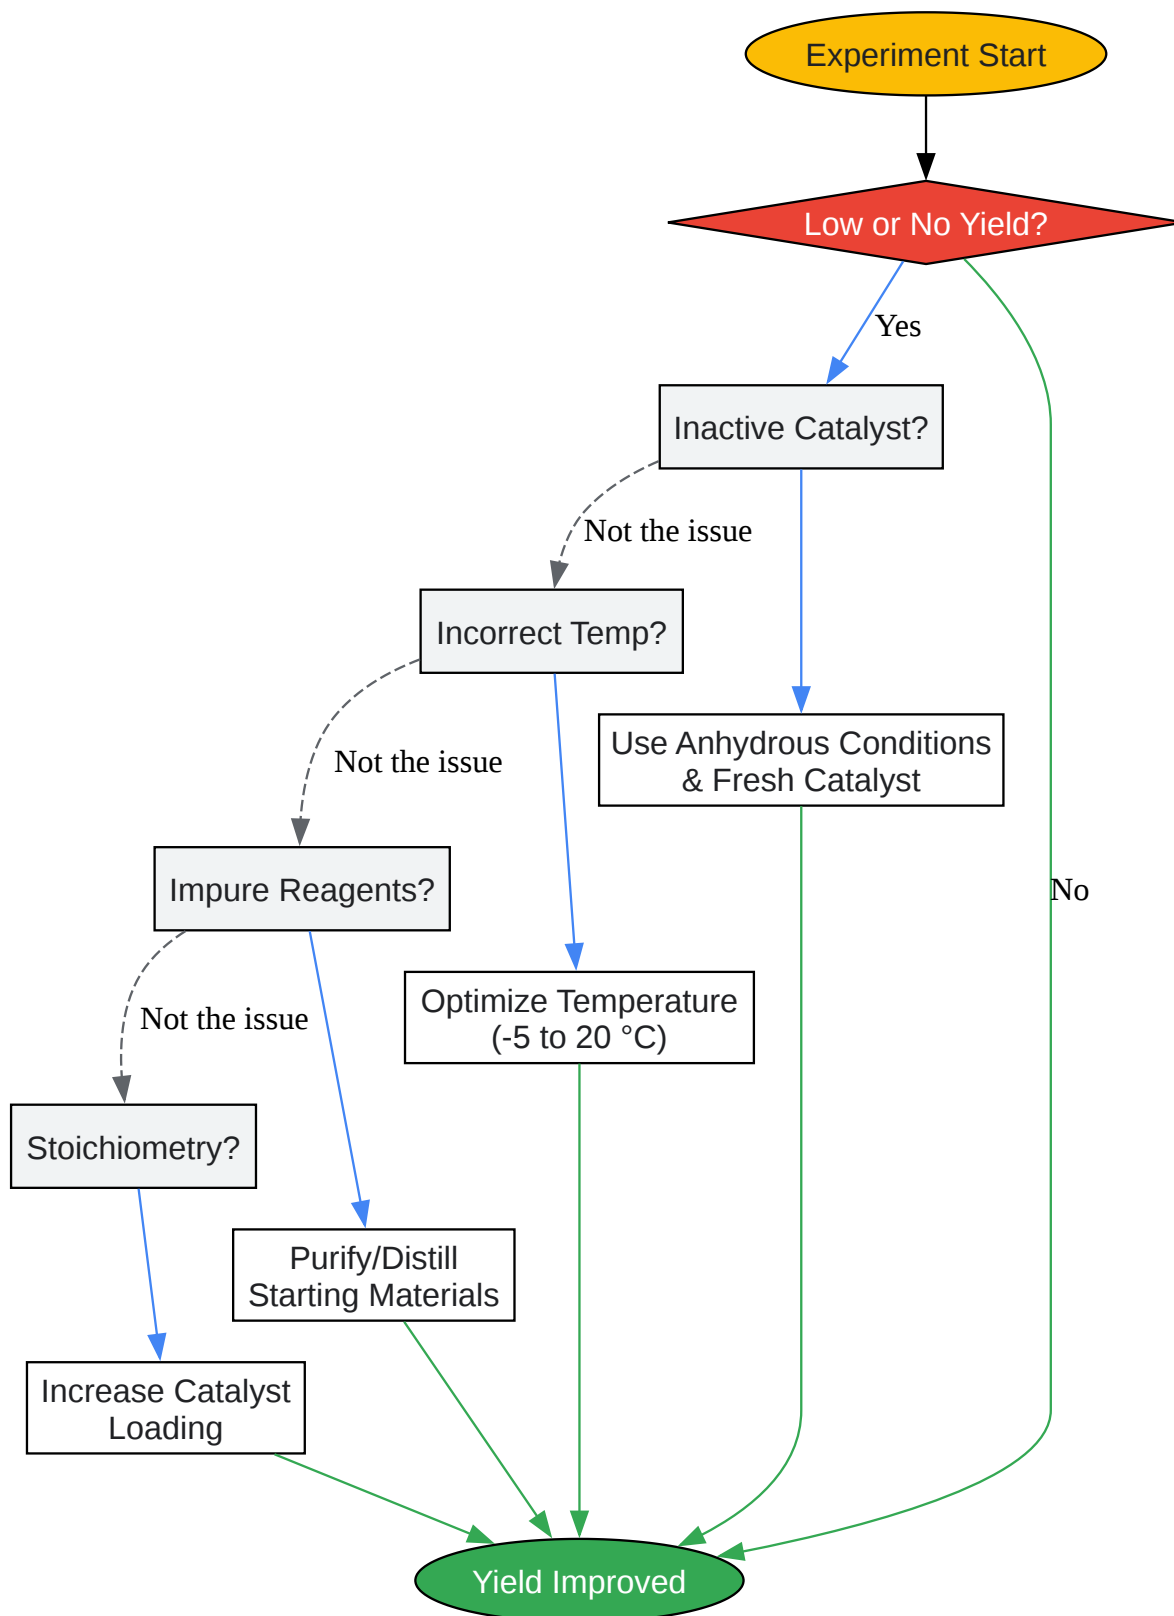 Experiment Start
Low or No Yield?
Yes
Inactive Catalyst?
Not the issue
Incorrect Temp?
Use Anhydrous Conditions
& Fresh Catalyst
Not the issue
Impure Reagents?
No
Optimize Temperature
(-5 to 20 °C)
Not the issue
Stoichiometry?
Purify/Distill
Starting Materials
Increase Catalyst
Loading
Yield Improved